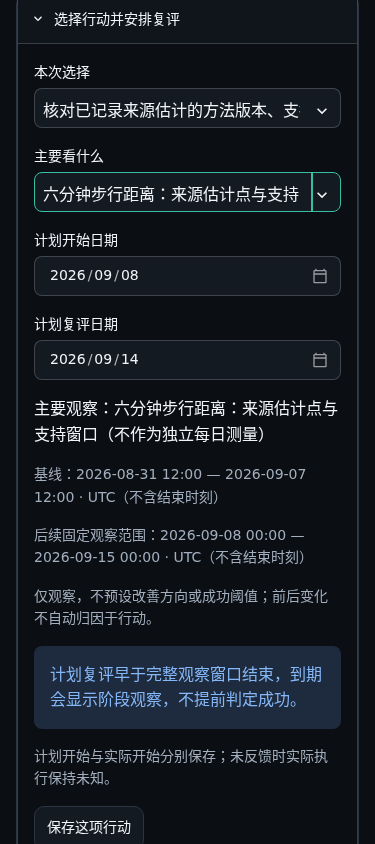 选择行动并安排复评
本次选择
核对已记录来源估计的方法版本、支
主要看什么
六分钟步行距离：来源估计点与支持
计划开始日期
2026/09/08
计划复评日期
2026/09/14
主要观察：六分钟步行距离：来源估计点与
支持窗口（不作为独立每日测量）
基线：2026-08-31 12:00 — 2026-09-07
12:00 · UTC（不含结束时刻）
后续固定观察范围：2026-09-08 00:00 —
2026-09-15 00:00 · UTC（不含结束时刻）
仅观察，不预设改善方向或成功阈值；前后变化
不自动归因于行动。
计划复评早于完整观察窗口结束，到期
会显示阶段观察，不提前判定成功。
计划开始与实际开始分别保存；未反馈时实际执
行保持未知。
保存这项行动